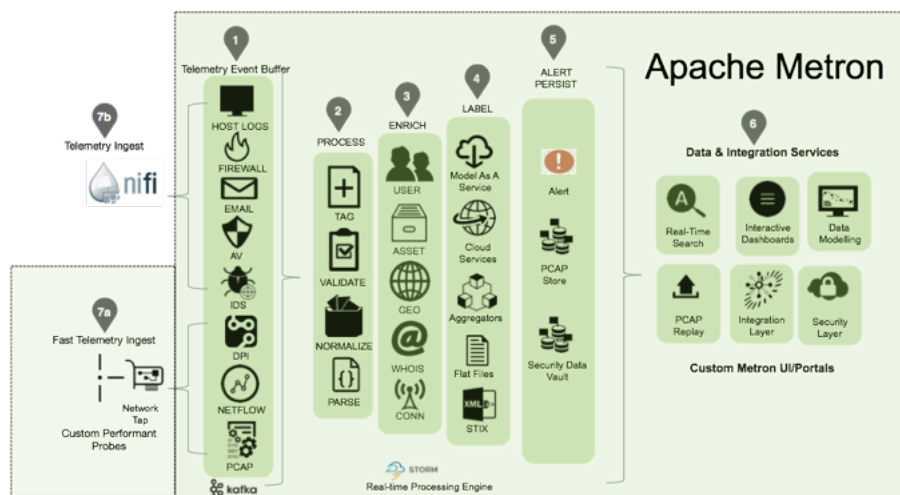 Apache Metron
1
Telemetry Event Buffer
HOST LOGS
FIREWALL
EMAIL
AV
IDS
DPI
NETFLOW
PCAP
kafka
7b
Telemetry Ingest
nifi
7a
Fast Telemetry Ingest
Network
Tap
Custom Performant
Probes
2
PROCESS
TAG
VALIDATE
NORMALIZE
{}
PARSE
3
ENRICH
USER
ASSET
GEO
@
WHOIS
CONN
4
LABEL
Model As A
Service
Cloud
Services
Aggregators
Flat Files
XML
STIX
5
ALERT
PERSIST
!
Alert
PCAP
Store
Security Data
Vault
STORM
Real-time Processing Engine
6
Data & Integration Services
A
Real-Time
Search
Interactive
Dashboards
Data
Modelling
PCAP
Replay
Integration
Layer
Security
Layer
Custom Metron UI/Portals